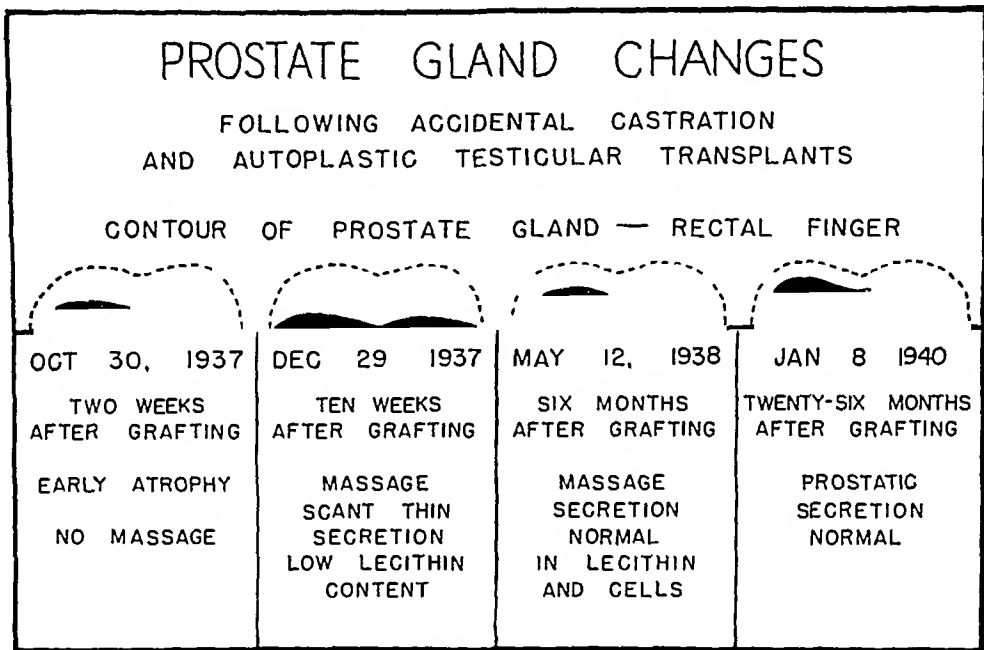 PROSTATE GLAND CHANGES
FOLLOWING ACCIDENTAL CASTRATION
AND AUTOPLASTIC TESTICULAR TRANSPLANTS
CONTOUR OF PROSTATE GLAND — RECTAL FINGER
OCT 30, 1937
TWO WEEKS
AFTER GRAFTING
EARLY ATROPHY
NO MASSAGE
DEC 29 1937
TEN WEEKS
AFTER GRAFTING
MASSAGE
SCANT THIN
SECRETION
LOW LECITHIN
CONTENT
MAY 12, 1938
SIX MONTHS
AFTER GRAFTING
MASSAGE
SECRETION
NORMAL
IN LECITHIN
AND CELLS
JAN 8 1940
TWENTY-SIX MONTHS
AFTER GRAFTING
PROSTATIC
SECRETION
NORMAL